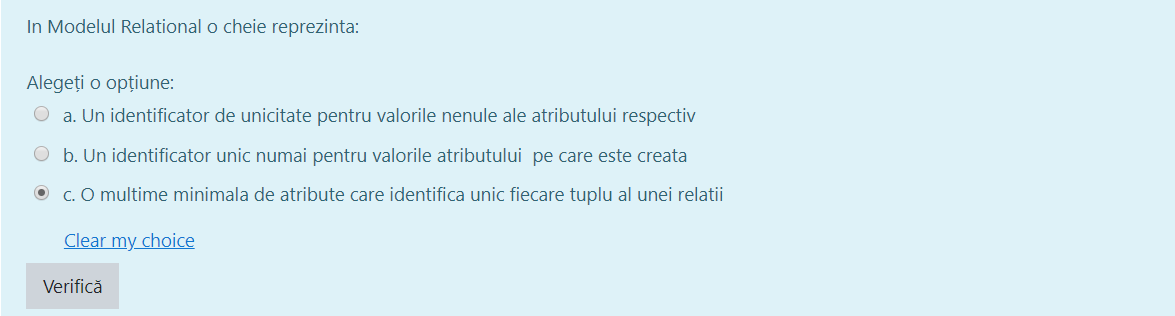 In Modelul Relational o cheie reprezinta:
Alegeți o opțiune:
a. Un identificator de unicitate pentru valorile nenule ale atributului respectiv
b. Un identificator unic numai pentru valorile atributului  pe care este creata
c. O multime minimala de atribute care identifica unic fiecare tuplu al unei relatii
Clear my choice
Verifică